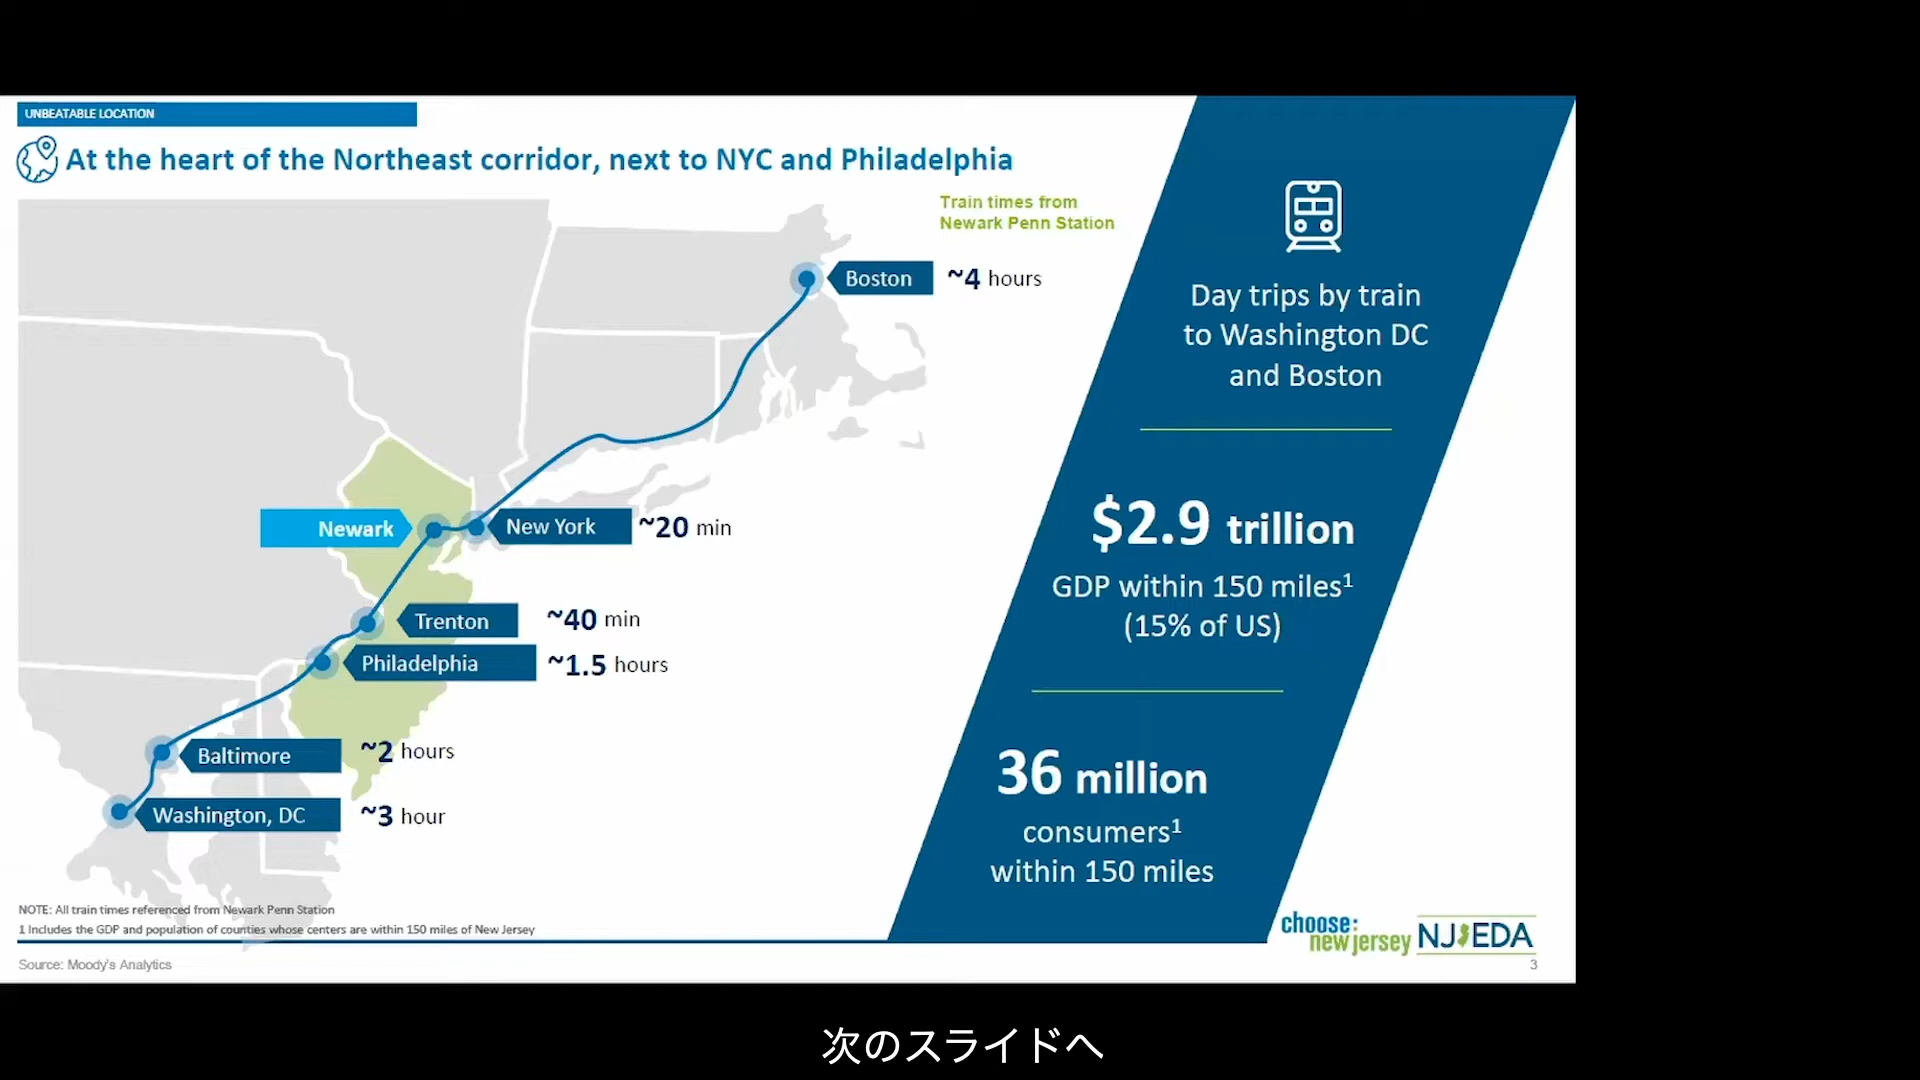 UNBEATABLE LOCATION
At the heart of the Northeast corridor, next to NYC and Philadelphia
Train times from
Newark Penn Station
Boston ~4 hours
Newark
New York ~20 min
Trenton ~40 min
Philadelphia ~1.5 hours
Baltimore ~2 hours
Washington, DC ~3 hour
Day trips by train
to Washington DC
and Boston
$2.9 trillion
GDP within 150 miles¹
(15% of US)
36 million
consumers¹
within 150 miles
NOTE: All train times referenced from Newark Penn Station
1 Includes the GDP and population of counties whose centers are within 150 miles of New Jersey
Source: Moody's Analytics
choose:
new jersey
NJEDA
3
次のスライドへ